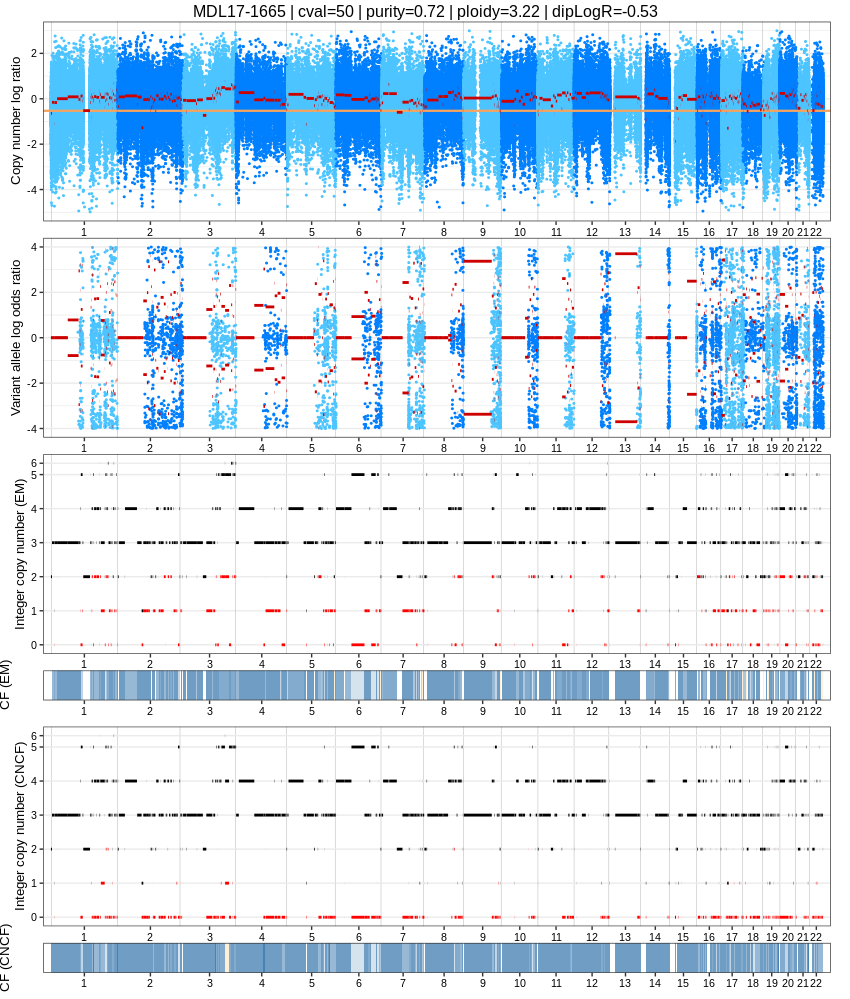 MDL17-1665 | cval=50 | purity=0.72 | ploidy=3.22 | dipLogR=-0.53
Copy number log ratio
2
0
-2
-4
1 2 3 4 5 6 7 8 9 10 11 12 13 14 15 16 17 18 19 20 21 22
Variant allele log odds ratio
4
2
0
-2
-4
1 2 3 4 5 6 7 8 9 10 11 12 13 14 15 16 17 18 19 20 21 22
Integer copy number (EM)
6
5
4
3
2
1
0
1 2 3 4 5 6 7 8 9 10 11 12 13 14 15 16 17 18 19 20 21 22
CF (EM)
1 2 3 4 5 6 7 8 9 10 11 12 13 14 15 16 17 18 19 20 21 22
Integer copy number (CNCF)
6
5
4
3
2
1
0
1 2 3 4 5 6 7 8 9 10 11 12 13 14 15 16 17 18 19 20 21 22
CF (CNCF)
1 2 3 4 5 6 7 8 9 10 11 12 13 14 15 16 17 18 19 20 21 22